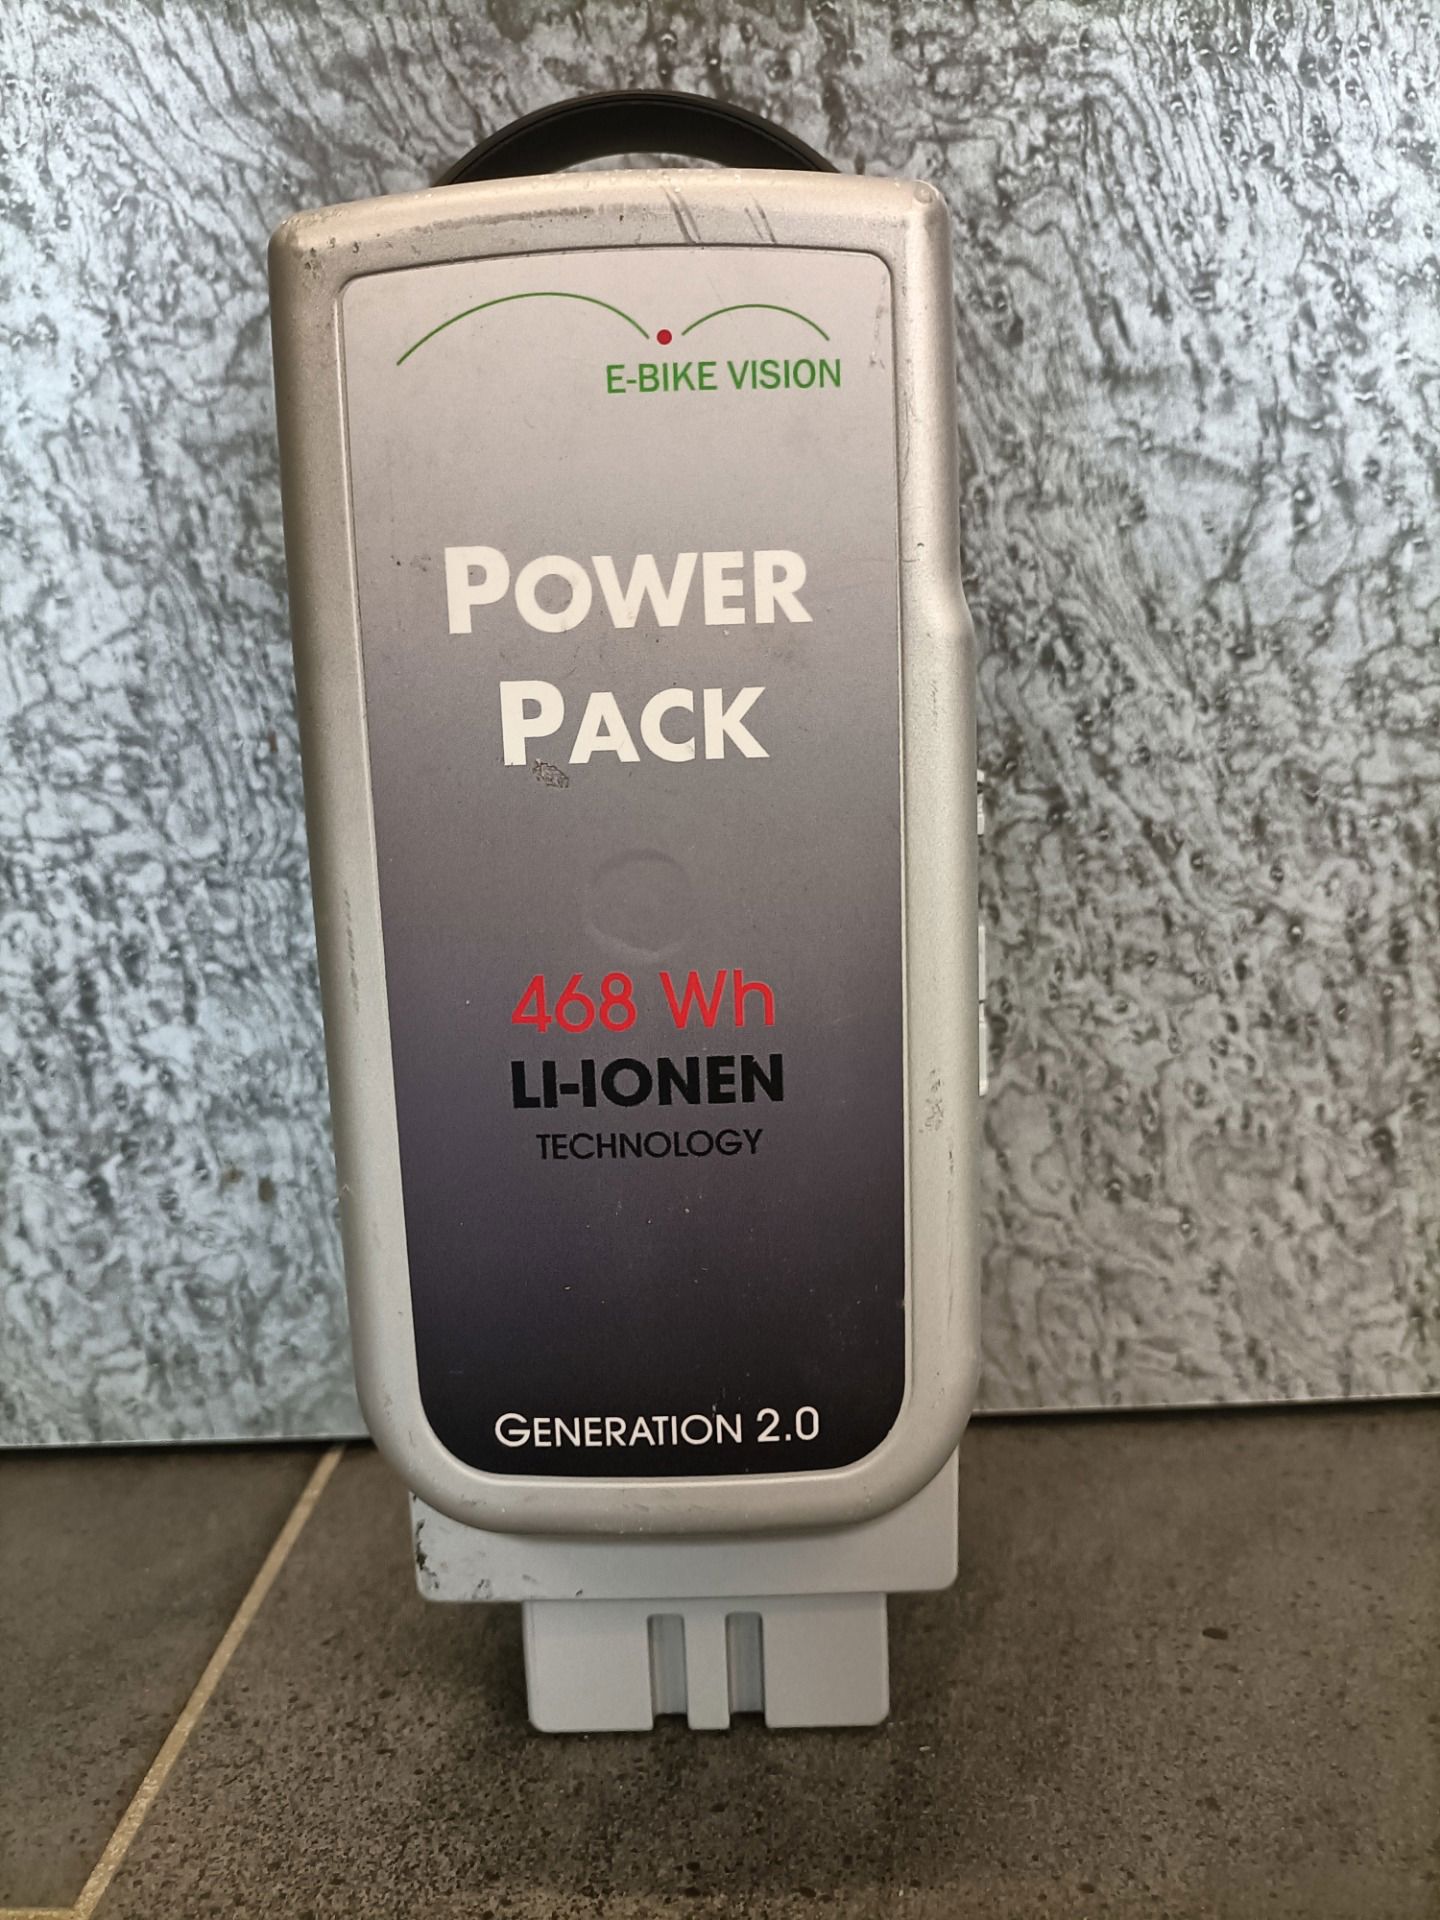 E-BIKE VISION
POWER
PACK
468 Wh
LI-IONEN
TECHNOLOGY
GENERATION 2.0